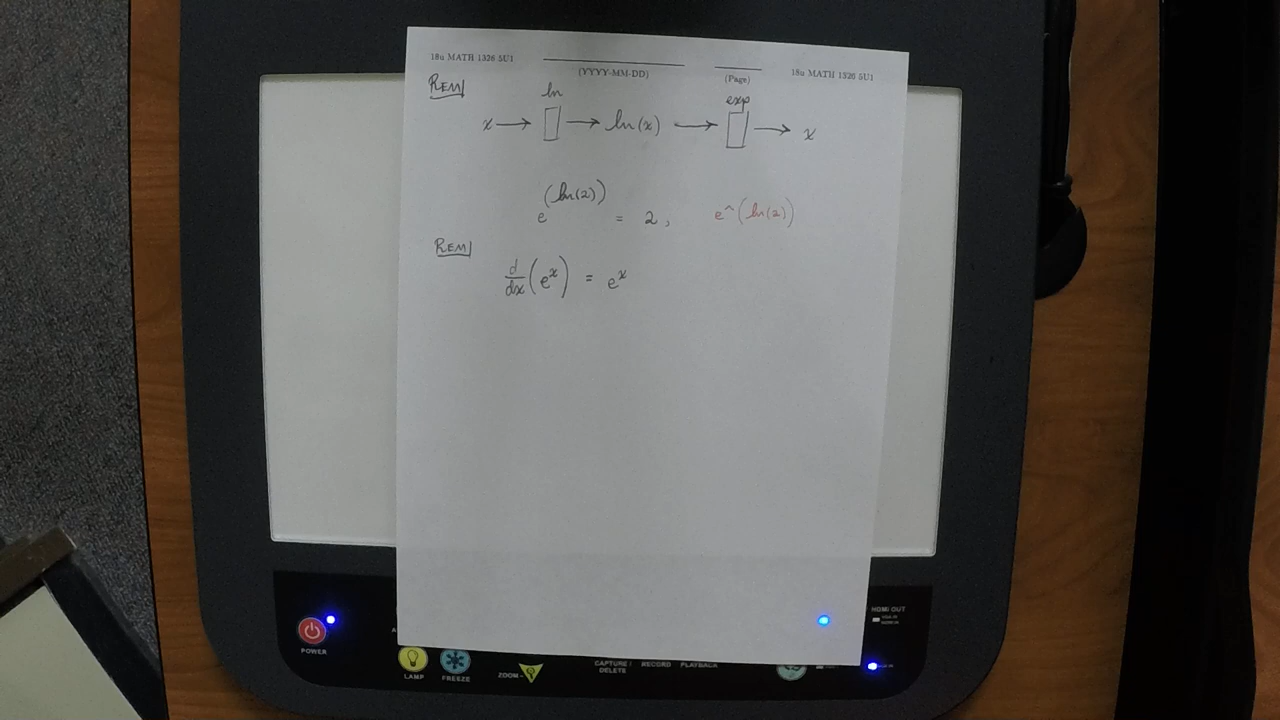 18u MATH 1326 5U1 (YYYY-MM-DD) (Page) 18u MATH 1326 5U1
REM
ln exp
x → → ln(x) → → x
e^(ln(2)) = 2, e^(ln(2))
REM
d/dx (e^x) = e^x
HDMI OUT
POWER
LAMP FREEZE ZOOM CAPTURE / DELETE RECORD PLAYBACK